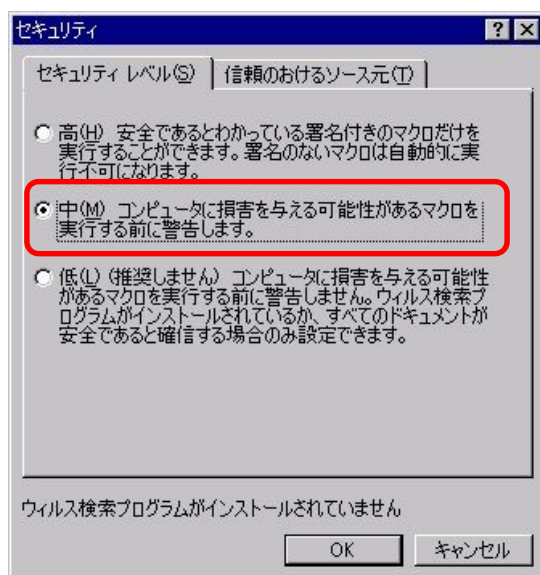 セキュリティ
セキュリティ レベル(S)
信頼のおけるソース元(T)
高(H) 安全であるとわかっている署名付きのマクロだけを
実行することができます。署名のないマクロは自動的に実
行不可になります。
中(M) コンピュータに損害を与える可能性があるマクロを
実行する前に警告します。
低(L) (推奨しません) コンピュータに損害を与える可能性
があるマクロを実行する前に警告しません。ウィルス検索プ
ログラムがインストールされているか、すべてのドキュメントが
安全であると確信する場合のみ設定できます。
ウィルス検索プログラムがインストールされていません
OK
キャンセル